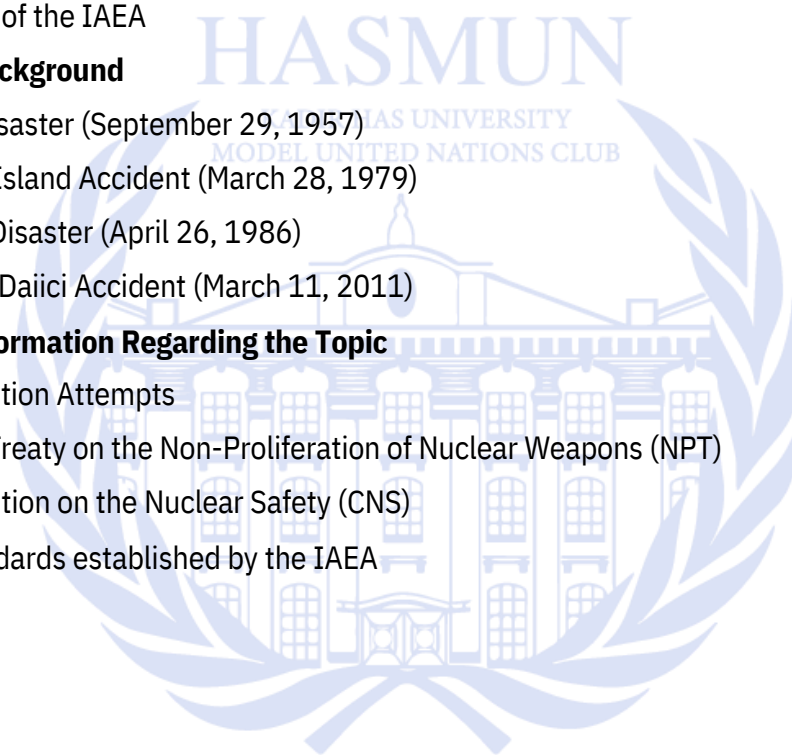 of the IAEA
HASMUN
ckground
KADIR HAS UNIVERSITY
saster (September 29, 1957)
MODEL UNITED NATIONS CLUB
Island Accident (March 28, 1979)
Disaster (April 26, 1986)
Daiici Accident (March 11, 2011)
ormation Regarding the Topic
tion Attempts
Treaty on the Non-Proliferation of Nuclear Weapons (NPT)
tion on the Nuclear Safety (CNS)
dards established by the IAEA